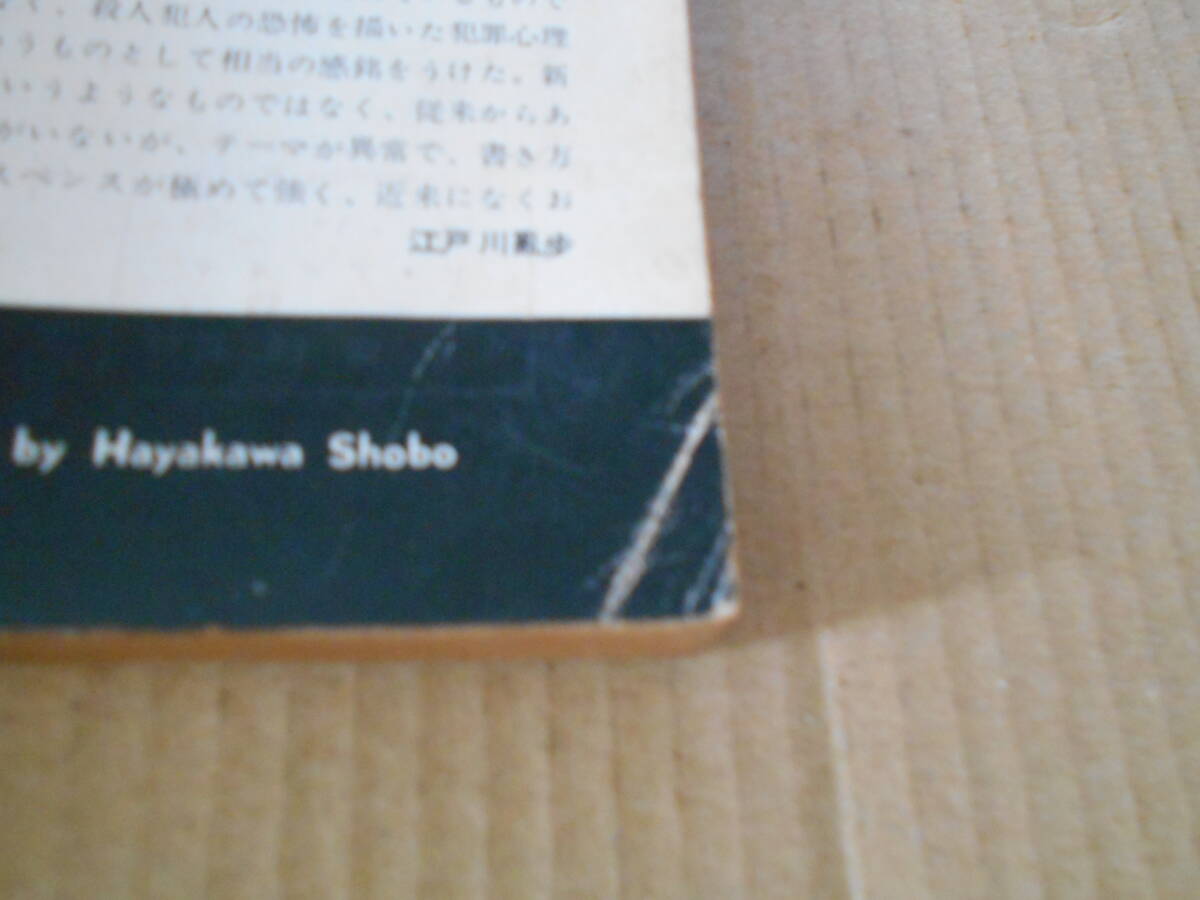 く、殺人犯人の恐怖を描いた犯罪心理
うものとして相当の感銘をうけた。新
いうようなものではなく、従来からあ
がいないが、テーマが異常で、書き方
スペンスが極めて強く、近来になくお
江戸川亂歩
by Hayakawa Shobo